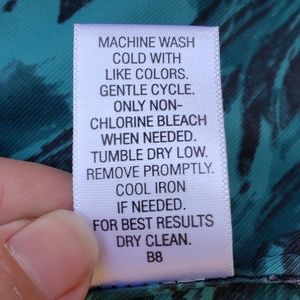 MACHINE WASH
COLD WITH
LIKE COLORS.
GENTLE CYCLE.
ONLY NON-
CHLORINE BLEACH
WHEN NEEDED.
TUMBLE DRY LOW.
REMOVE PROMPTLY.
COOL IRON
IF NEEDED.
FOR BEST RESULTS
DRY CLEAN.
B8